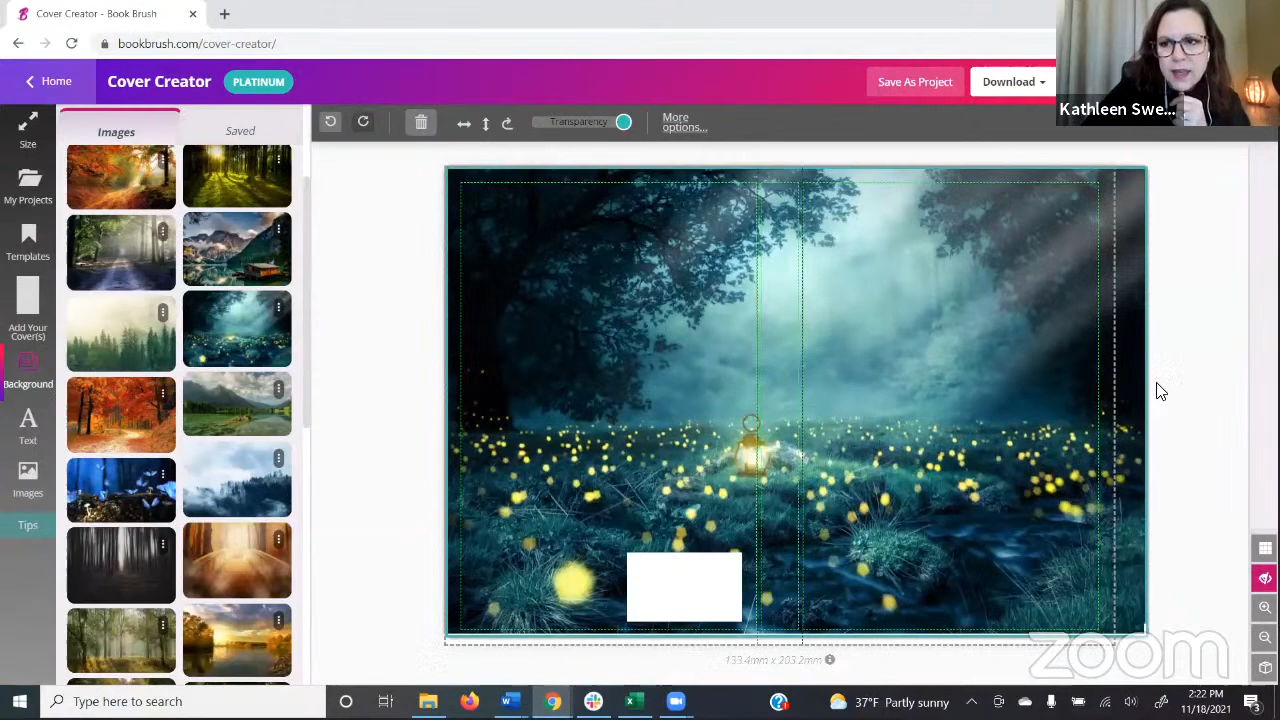 Cover Creator - Book Brush
bookbrush.com/cover-creator/
Home
Cover Creator
PLATINUM
Save As Project
Download
Kathleen Swe...
Images
Saved
Transparency
More
options...
Size
My Projects
Templates
Add Your
Cover(s)
Background
Text
Images
Tips
133.4mm x 203.2mm
zoom
Type here to search
37°F Partly sunny
2:22 PM
11/18/2021
3